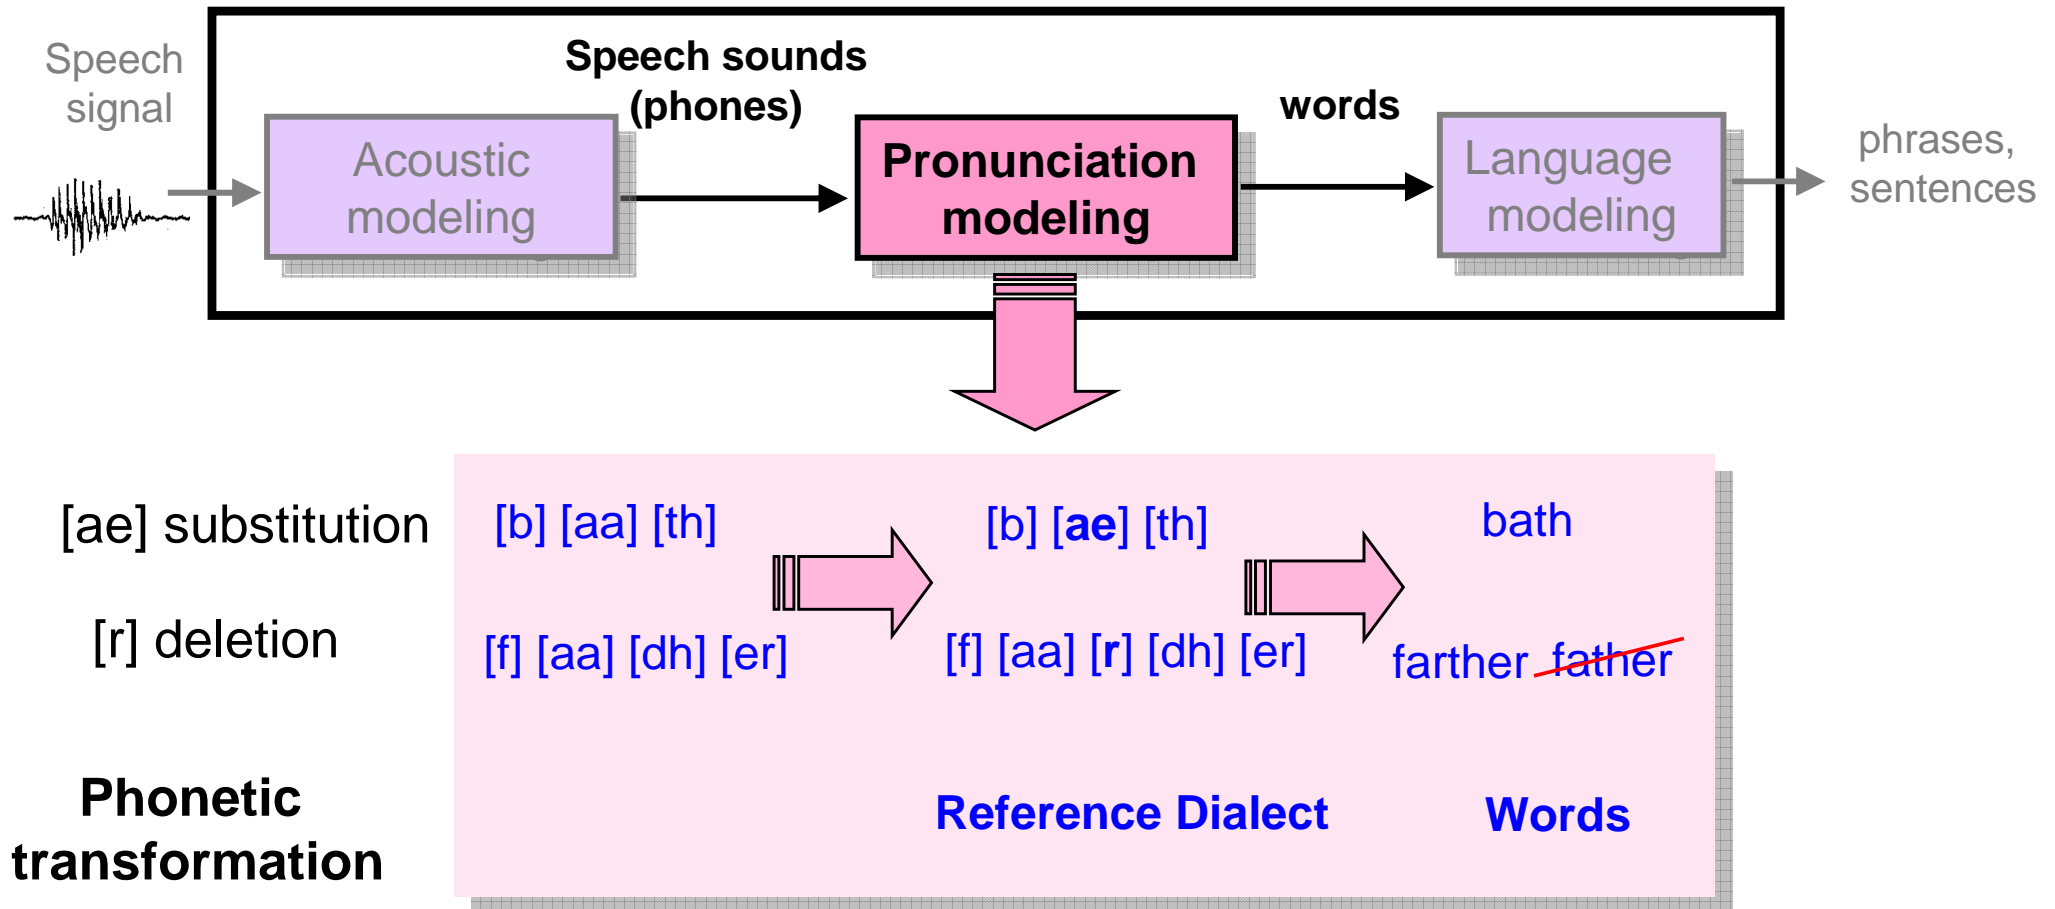 Speech
signal
Speech sounds
(phones)
words
Acoustic
modeling
Pronunciation
modeling
Language
modeling
phrases,
sentences
[ae] substitution
[b] [aa] [th]
[b] [ae] [th]
bath
[r] deletion
[f] [aa] [dh] [er]
[f] [aa] [r] [dh] [er]
farther father
Phonetic
transformation
Reference Dialect
Words